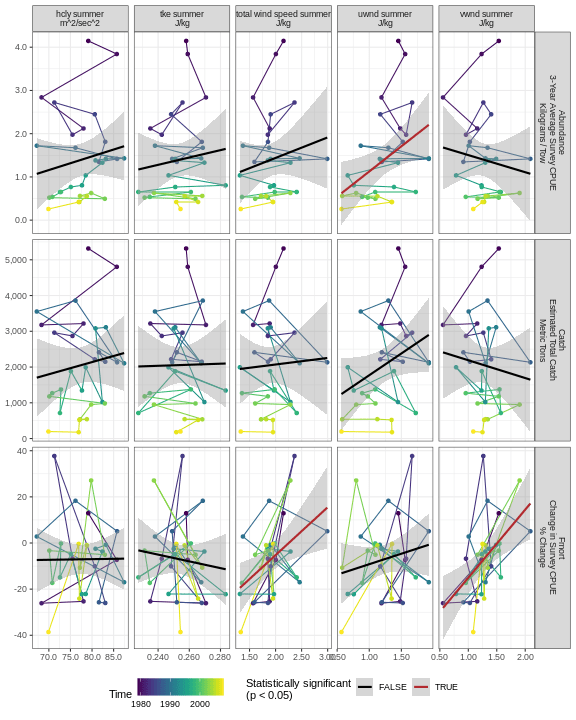 hcly summer
m^2/sec^2
tke summer
J/kg
total wind speed summer
J/kg
uwnd summer
J/kg
vwnd summer
J/kg
4.0
3.0
2.0
1.0
0.0
Abundance
3-Year Average Survey CPUE
Kilograms / Tow
5,000
4,000
3,000
2,000
1,000
0
Catch
Estimated Total Catch
Metric Tons
40
20
0
-20
-40
Fmort
Change in Survey CPUE
% Change
70.0 75.0 80.0 85.0
0.240 0.260 0.280
1.50 2.00 2.50 3.00
0.50 1.00 1.50
0.50 1.00 1.50 2.00
Time
1980 1990 2000
Statistically significant
(p < 0.05)
FALSE
TRUE